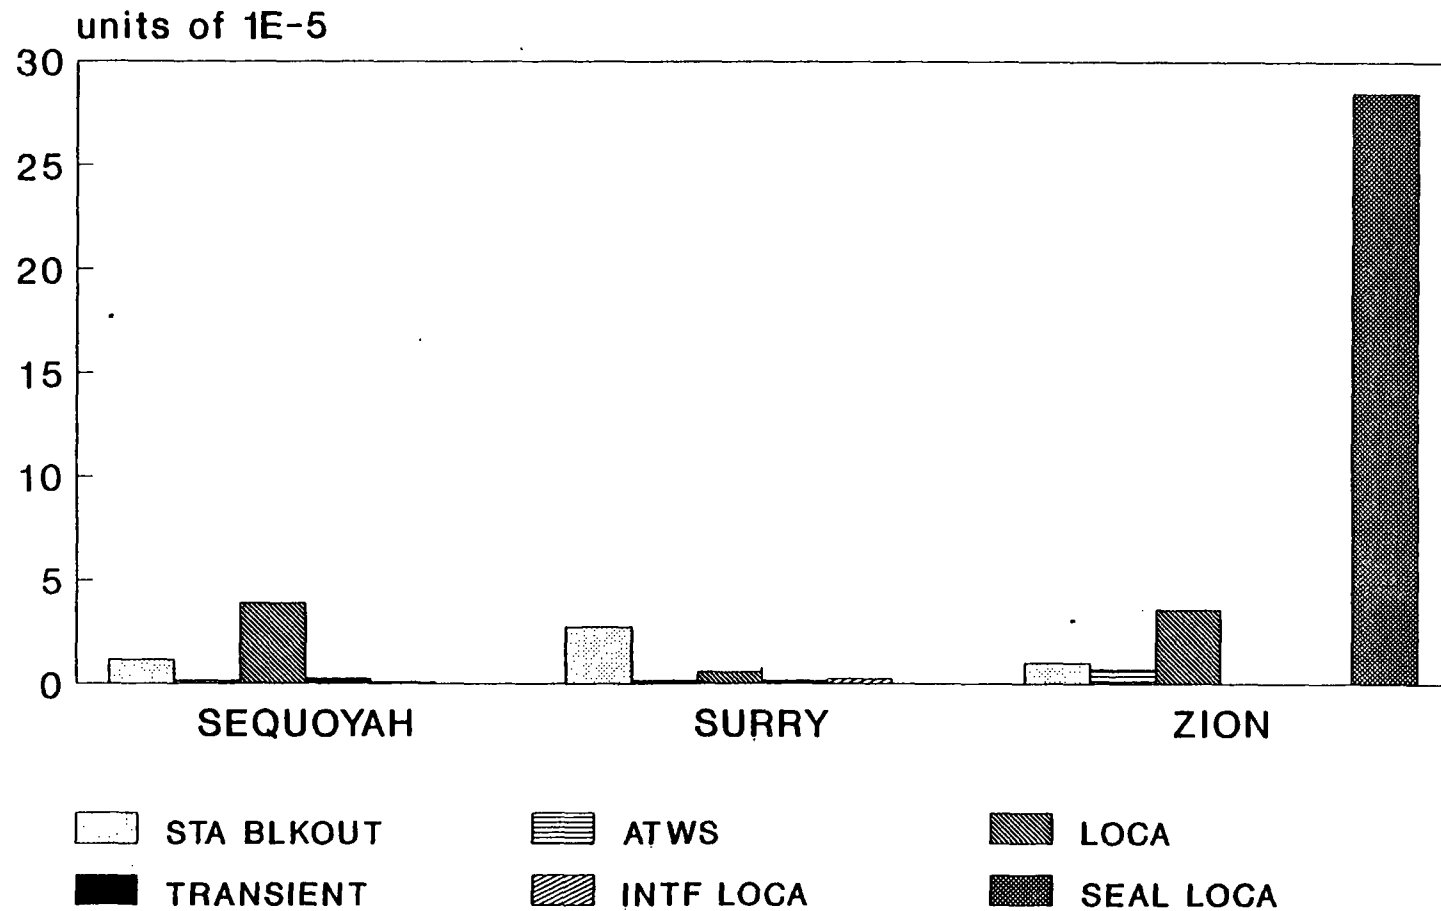 units of 1E-5
30
25
20
15
10
5
0
SEQUOYAH SURRY ZION
STA BLKOUT ATWS LOCA
TRANSIENT INTF LOCA SEAL LOCA